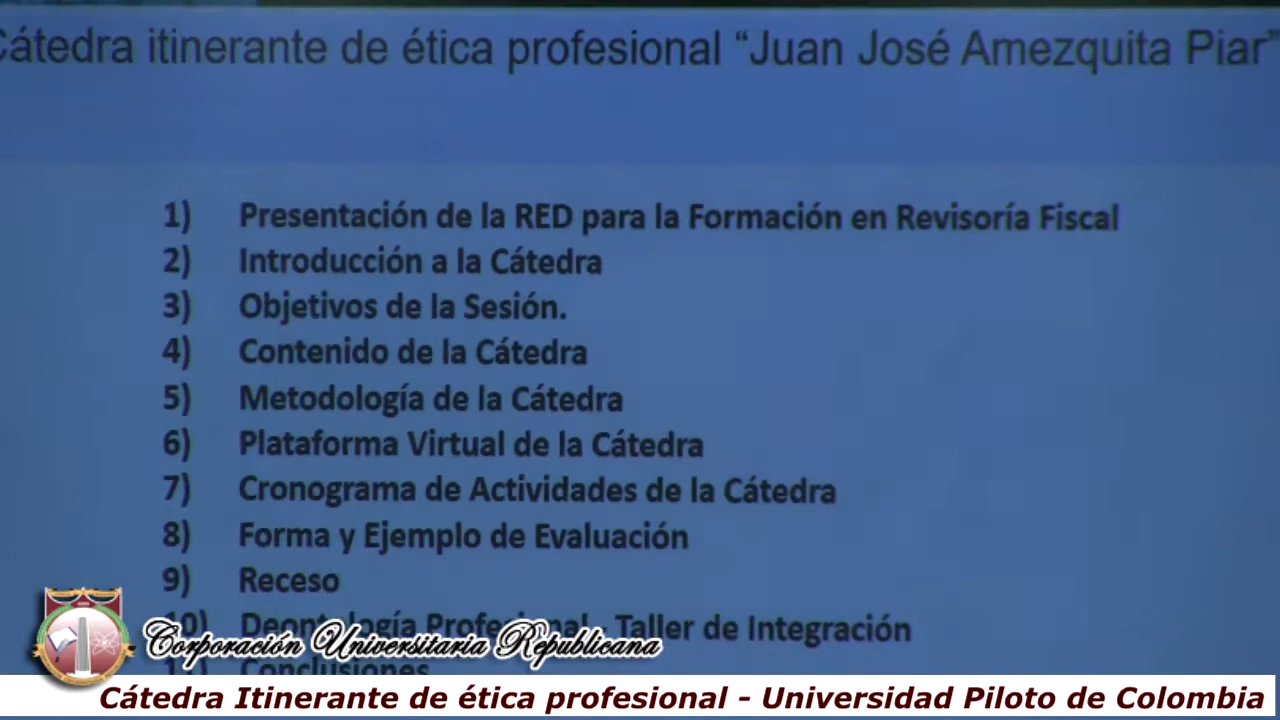 Cátedra itinerante de ética profesional “Juan José Amezquita Piar”
1) Presentación de la RED para la Formación en Revisoría Fiscal
2) Introducción a la Cátedra
3) Objetivos de la Sesión.
4) Contenido de la Cátedra
5) Metodología de la Cátedra
6) Plataforma Virtual de la Cátedra
7) Cronograma de Actividades de la Cátedra
8) Forma y Ejemplo de Evaluación
9) Receso
10) Deontología Profesional - Taller de Integración
Corporación Universitaria Republicana
Conclusiones
Cátedra Itinerante de ética profesional - Universidad Piloto de Colombia